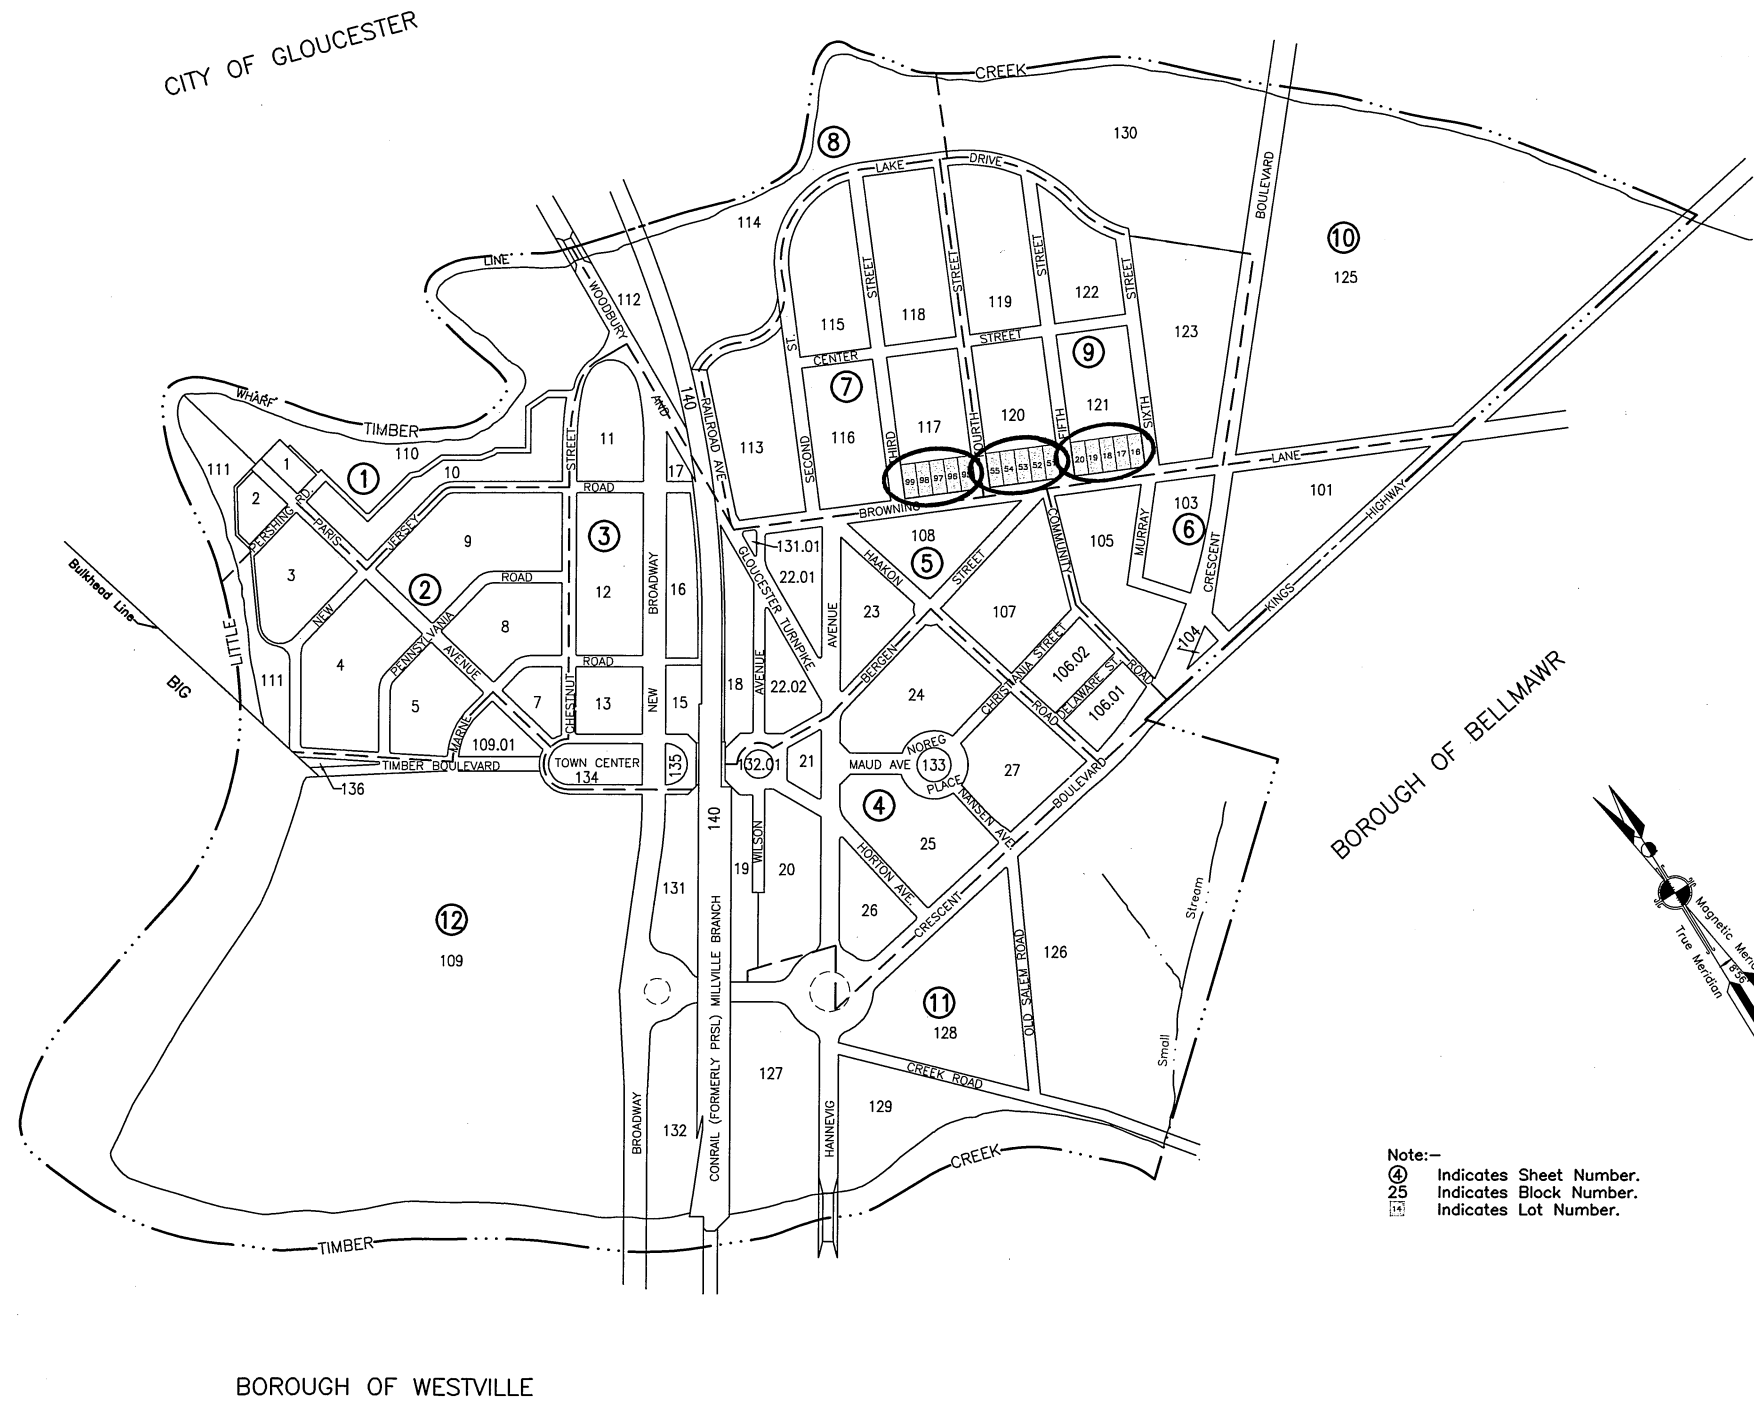 CITY OF GLOUCESTER
CREEK
130
8
LAKE DRIVE
BOULEVARD
114
10
125
LINE
WOODBURY
112
STREET
STREET
STREET
STREET
115
118
119
122
123
ST.
CENTER
STREET
9
7
WHARF
TIMBER
AND
140
RAILROAD AVE
11
113
SECOND
116
THIRD
117
FOURTH
120
FIFTH
121
SIXTH
99 98 97 96 95
55 54 53 52 51
20 19 18 17 16
LANE
HIGHWAY
101
110
111
1
1
10
2
RD.
STREET
17
ROAD
PERSHING
PARIS
JERSEY
9
3
BROWNING
108
5
COMMUNITY
105
MURRAY
103
6
CRESCENT
KINGS
131.01
22.01
GLOUCESTER TURNPIKE
HAAKON
STREET
Bulkhead Line
LITTLE
BIG
3
NEW
2
ROAD
12
BROADWAY
16
AVENUE
23
107
104
PENNSYLVANIA
8
4
AVENUE
ROAD
BERGEN
CHRISTIANIA STREET
106.02
DELAWARE ST.
ROAD
106.01
ROAD
111
5
MARNE
7
CHESTNUT
13
NEW
15
18
AVENUE
22.02
24
109.01
TIMBER BOULEVARD
136
TOWN CENTER
134
135
132.01
21
MAUD AVE
NOREG
133
PLACE
27
NANSEN AVE.
BOULEVARD
BOROUGH OF BELLMAWR
4
140
WILSON
19
20
25
HORTON AVE.
26
CRESCENT
131
12
109
Stream
Small
OLD SALEM ROAD
126
11
128
CREEK ROAD
CONRAIL (FORMERLY PRSL) MILLVILLE BRANCH
127
129
BROADWAY
132
HANNEVIG
CREEK
TIMBER
Magnetic
True Meridian
8°56
Note:-
4 Indicates Sheet Number.
25 Indicates Block Number.
14 Indicates Lot Number.
BOROUGH OF WESTVILLE